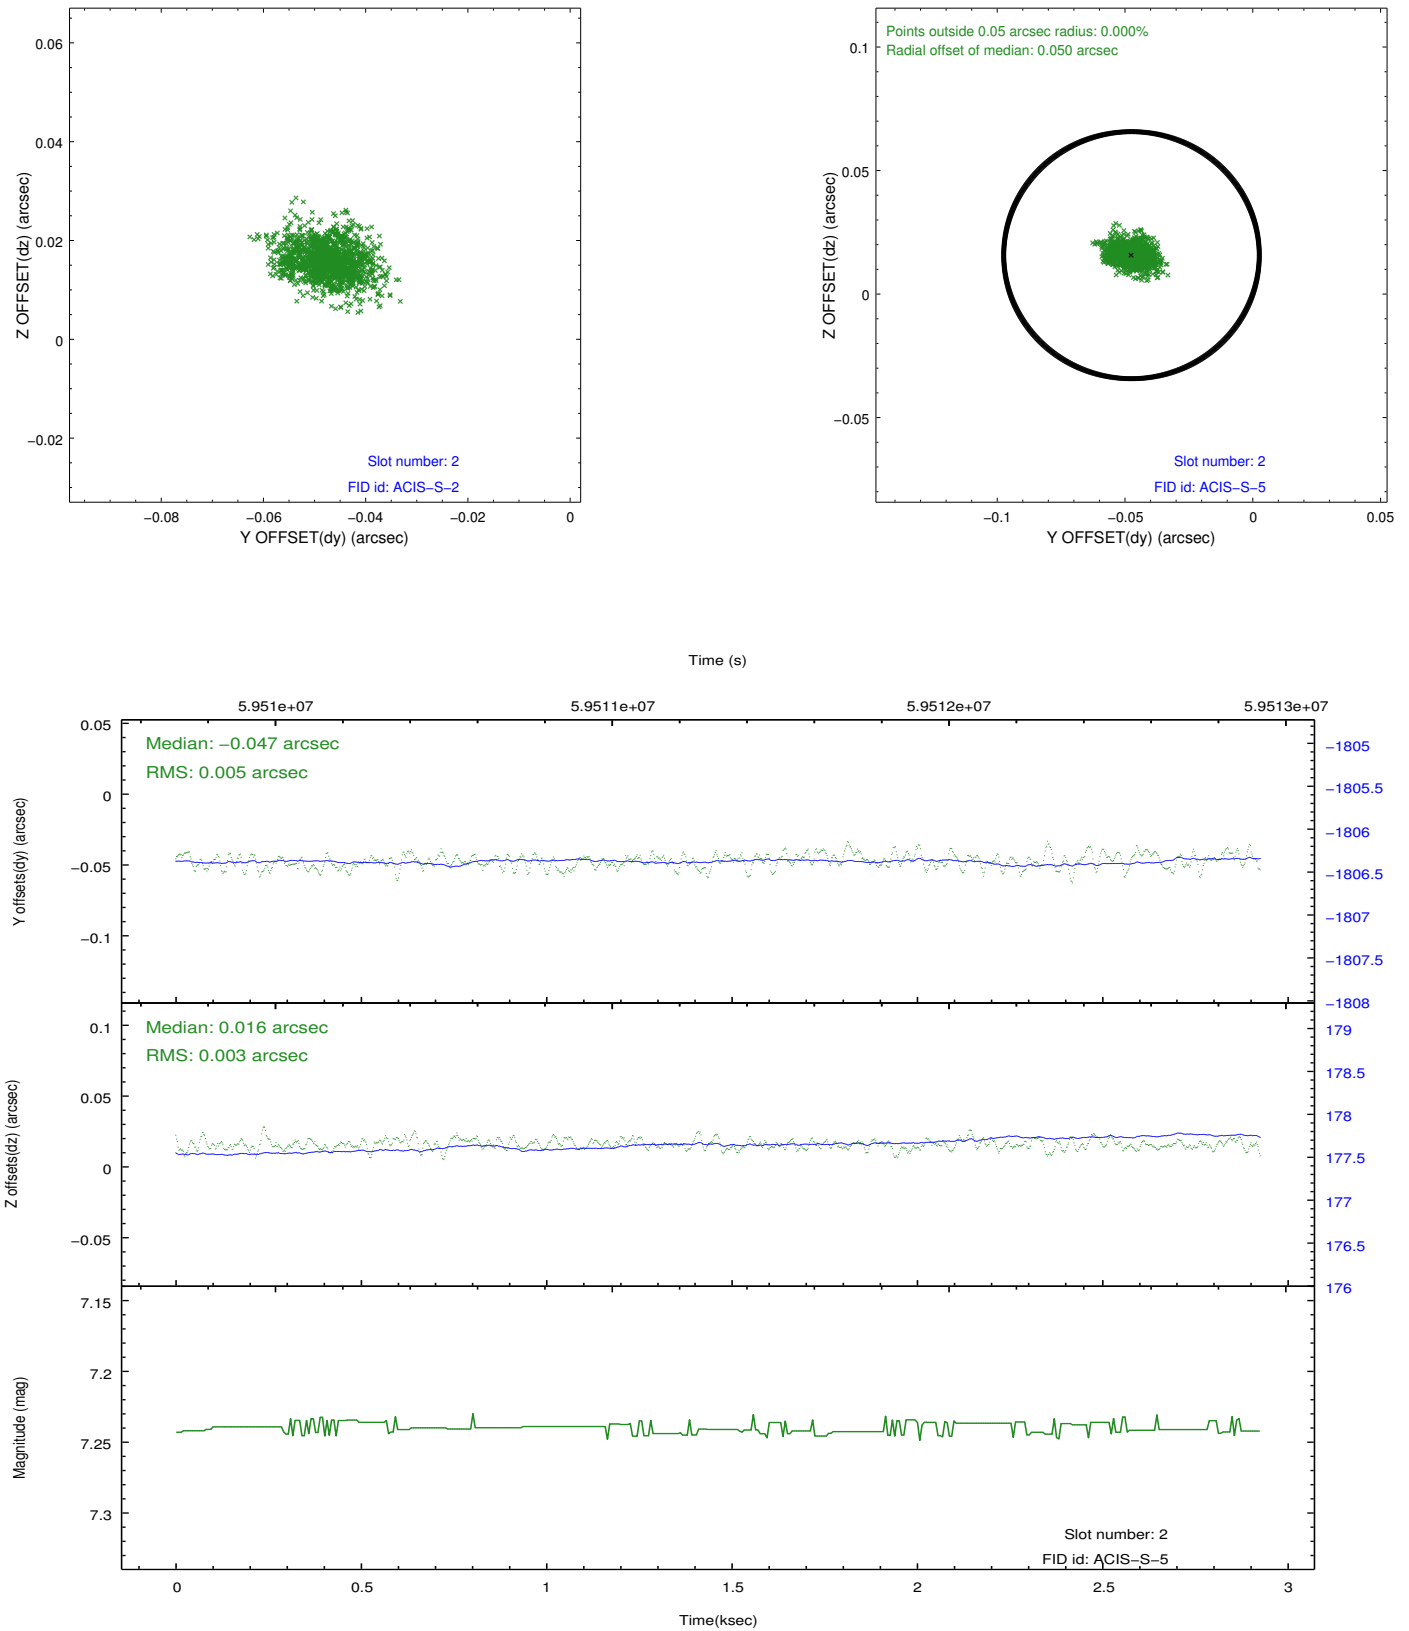 0.06
0.04
0.02
0
−0.02
Z OFFSET(dz) (arcsec)
Slot number: 2
FID id: ACIS−S−2
−0.08
−0.06
−0.04
−0.02
0
Y OFFSET(dy) (arcsec)
Points outside 0.05 arcsec radius: 0.000%
Radial offset of median: 0.050 arcsec
0.1
0.05
0
−0.05
Z OFFSET(dz) (arcsec)
Slot number: 2
FID id: ACIS−S−5
−0.1
−0.05
0
0.05
Y OFFSET(dy) (arcsec)
Time (s)
5.951e+07
5.9511e+07
5.9512e+07
5.9513e+07
Median: −0.047 arcsec
RMS: 0.005 arcsec
0.05
0
−0.05
−0.1
Y offsets(dy) (arcsec)
−1805
−1805.5
−1806
−1806.5
−1807
−1807.5
−1808
Median: 0.016 arcsec
RMS: 0.003 arcsec
0.1
0.05
0
−0.05
Z offsets(dz) (arcsec)
179
178.5
178
177.5
177
176.5
176
7.15
7.2
7.25
7.3
Magnitude (mag)
Slot number: 2
FID id: ACIS−S−5
0
0.5
1
1.5
2
2.5
3
Time(ksec)